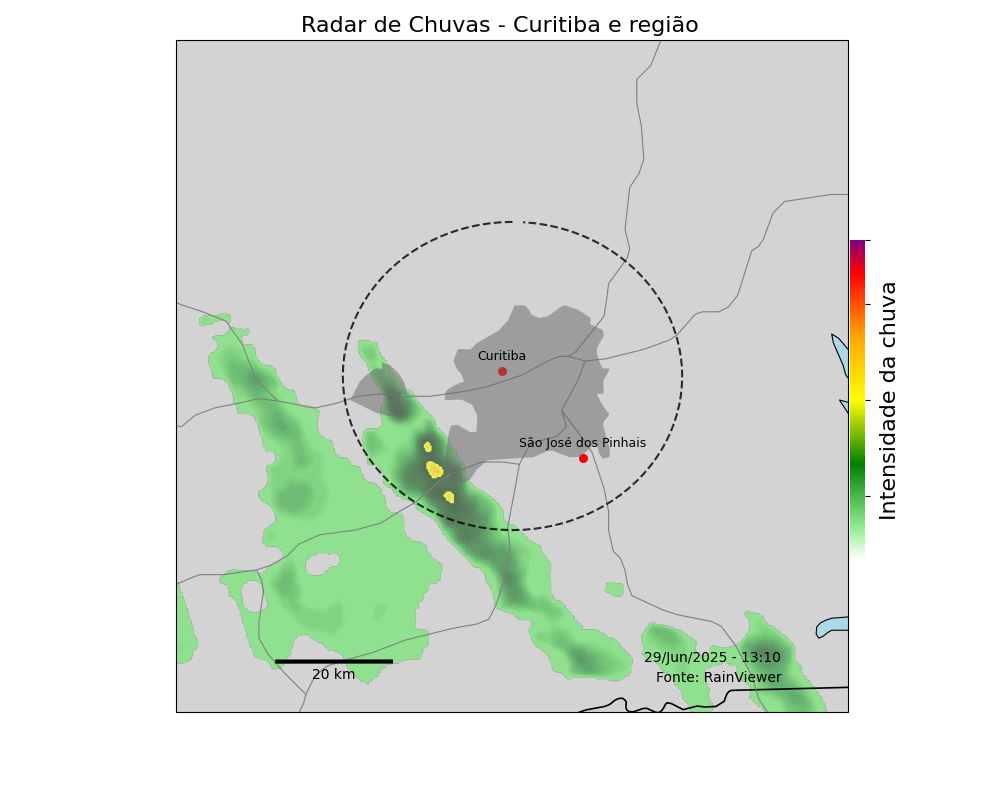 Radar de Chuvas - Curitiba e região
Curitiba
São José dos Pinhais
Intensidade da chuva
29/Jun/2025 - 13:10
Fonte: RainViewer
20 km